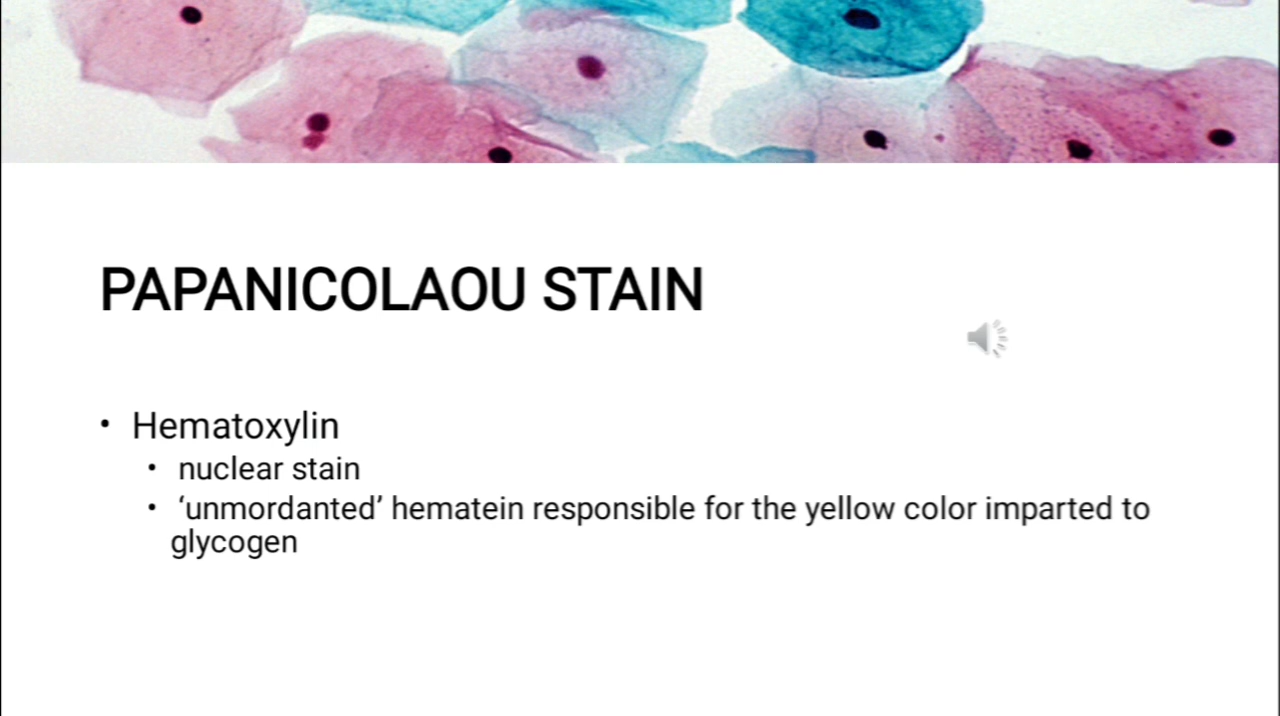 PAPANICOLAOU STAIN
• Hematoxylin
• nuclear stain
• ‘unmordanted’ hematein responsible for the yellow color imparted to
glycogen